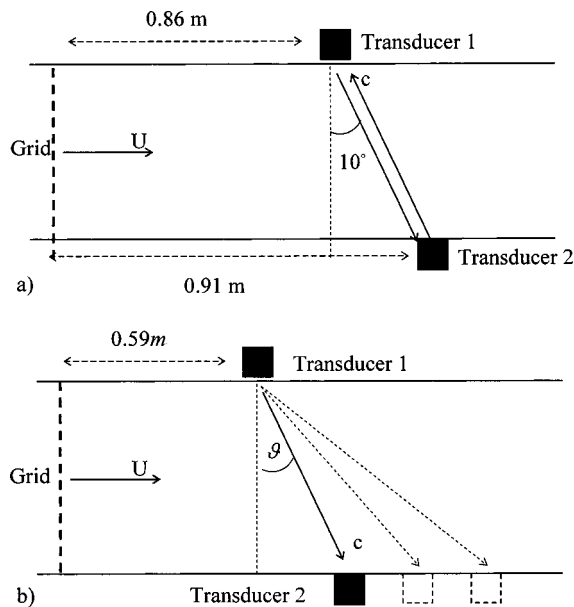 0.86 m
Transducer 1
c
Grid
U
10°
Transducer 2
a)
0.91 m
0.59m
Transducer 1
U
Grid
ϑ
c
Transducer 2
b)